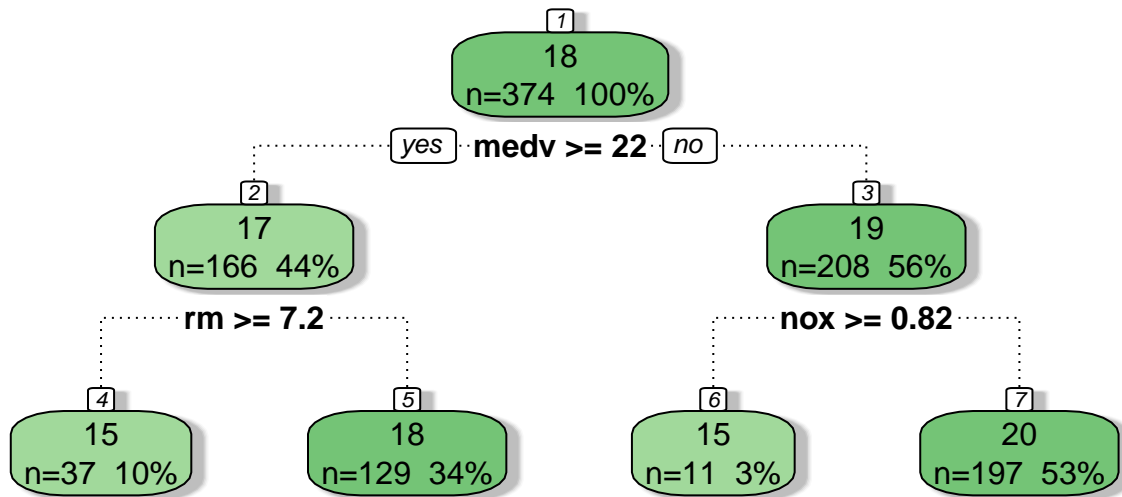 1
18
n=374 100%
yes medv >= 22 no
2
17
n=166 44%
3
19
n=208 56%
rm >= 7.2
nox >= 0.82
4
15
n=37 10%
5
18
n=129 34%
6
15
n=11 3%
7
20
n=197 53%